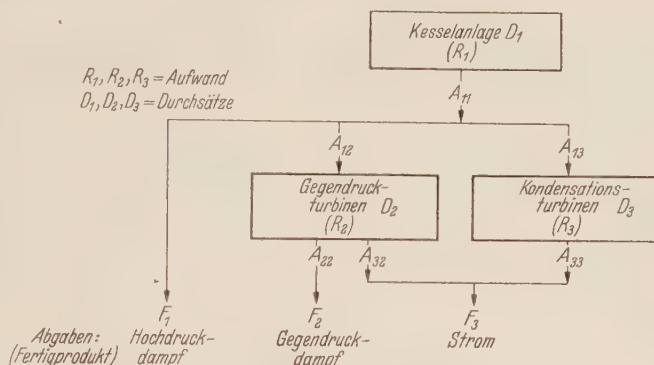 Kesselanlage D₁
(R₁)
R₁, R₂, R₃ = Aufwand
D₁, D₂, D₃ = Durchsätze
A₁₁
A₁₂
A₁₃
Gegendruck-
turbinen D₂
(R₂)
Kondensations-
turbinen D₃
(R₃)
A₂₂
A₃₂
A₃₃
F₁
F₂
F₃
Abgaben:
(Fertigprodukt)
Hochdruck-
dampf
Gegendruck-
dampf
Strom